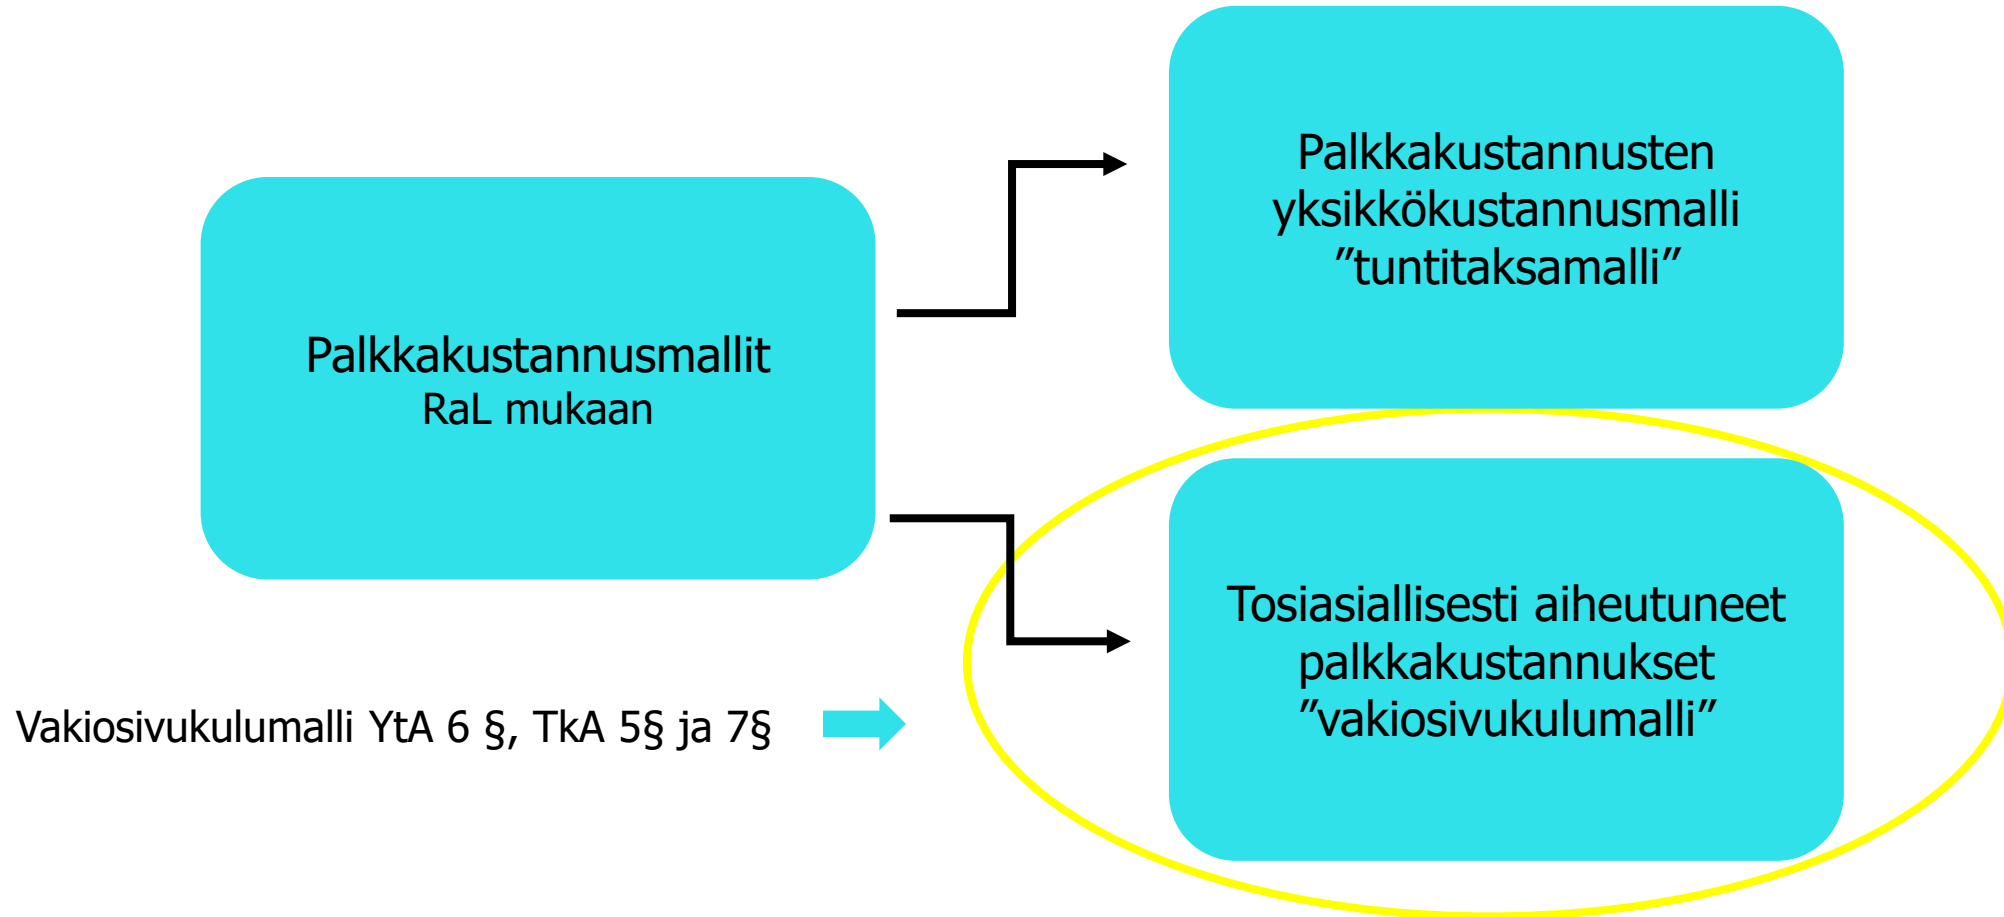 Palkkakustannusmallit
RaL mukaan
Palkkakustannusten
yksikkökustannusmalli
”tuntitaksamalli”
Tosiasiallisesti aiheutuneet
palkkakustannukset
”vakiosivukulumalli”
Vakiosivukulumalli YtA 6 §, TkA 5§ ja 7§